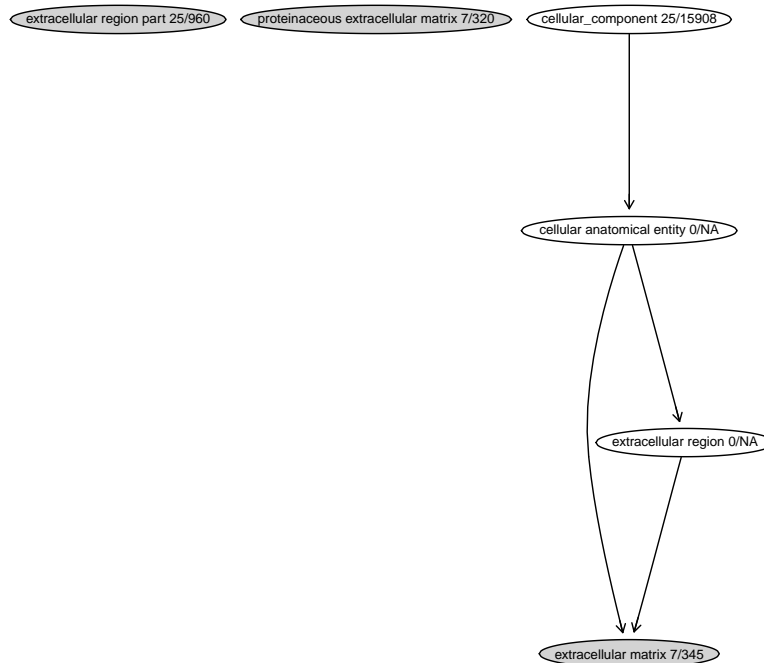 extracellular region part 25/960
proteinaceous extracellular matrix 7/320
cellular_component 25/15908
cellular anatomical entity 0/NA
extracellular region 0/NA
extracellular matrix 7/345